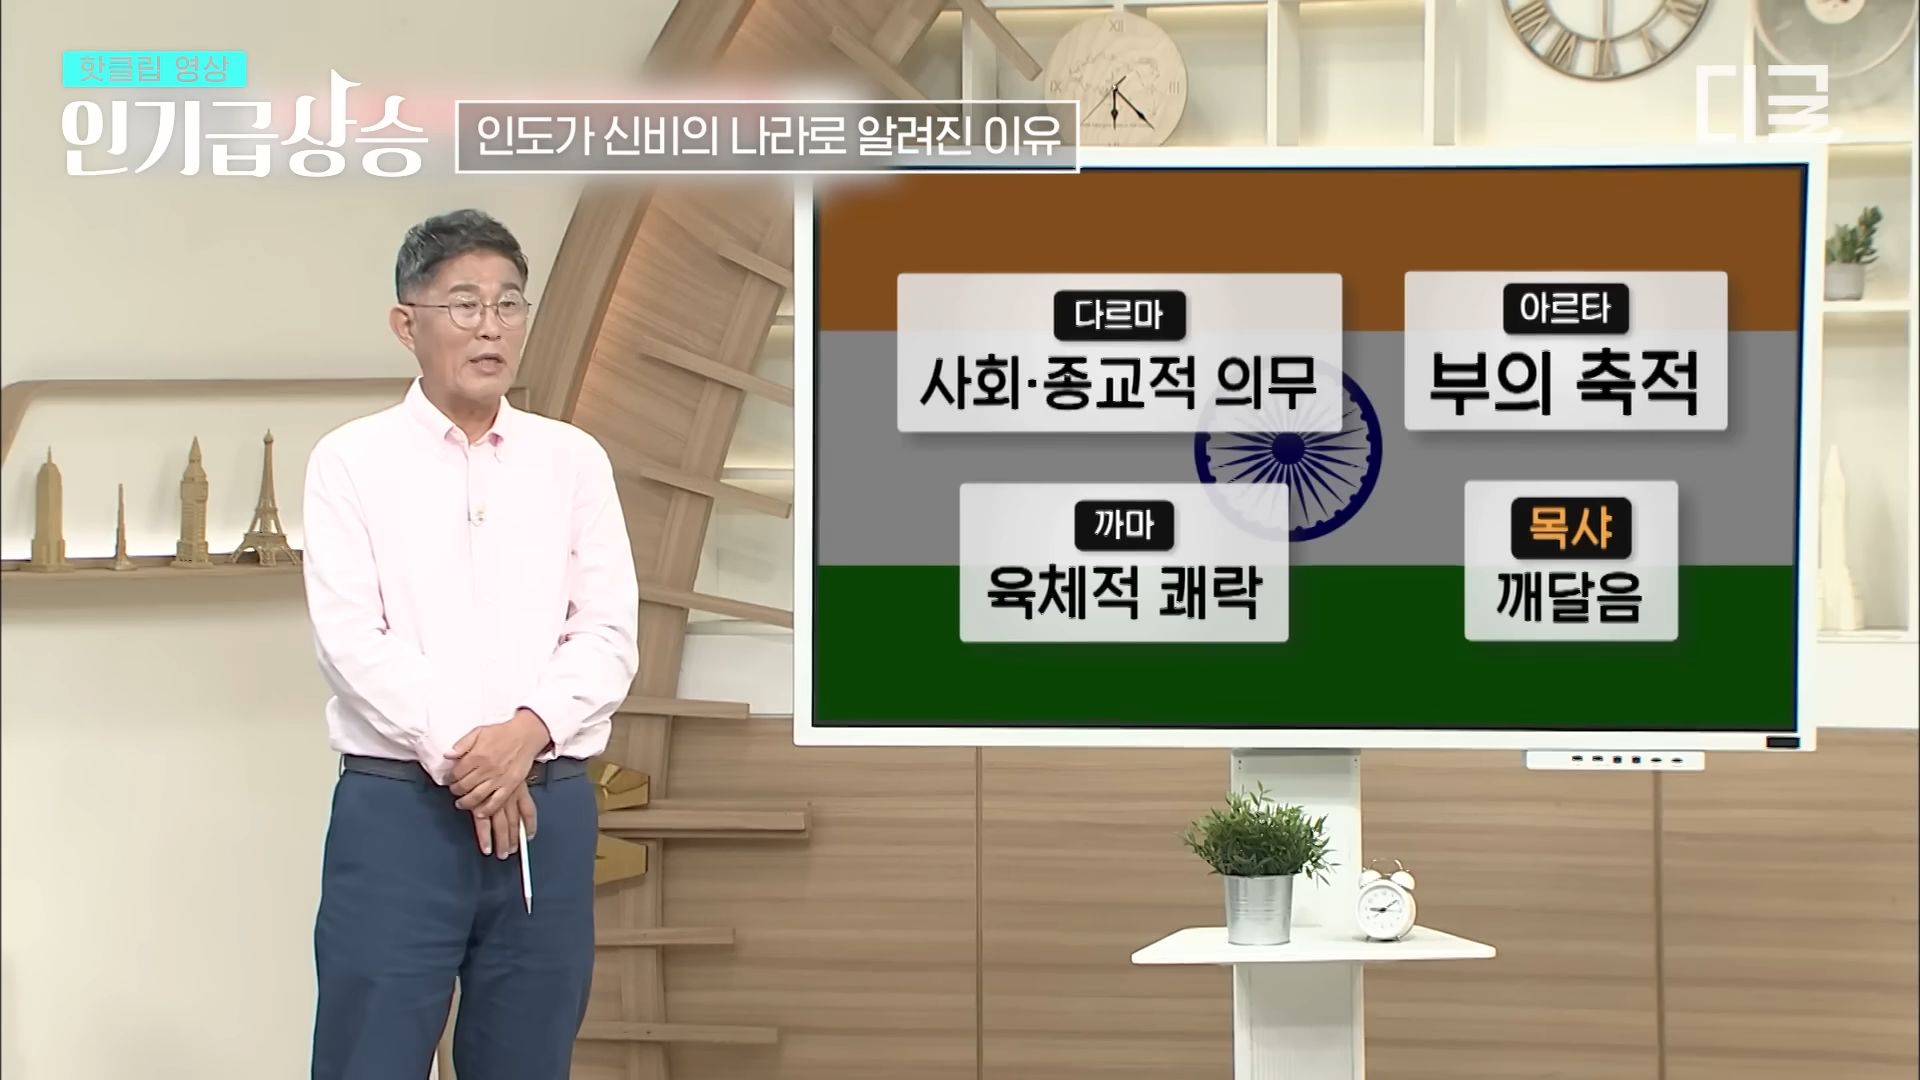 핫클립 영상
인기급상승
인도가 신비의 나라로 알려진 이유
디글
다르마
사회·종교적 의무
아르타
부의 축적
까마
육체적 쾌락
목샤
깨달음